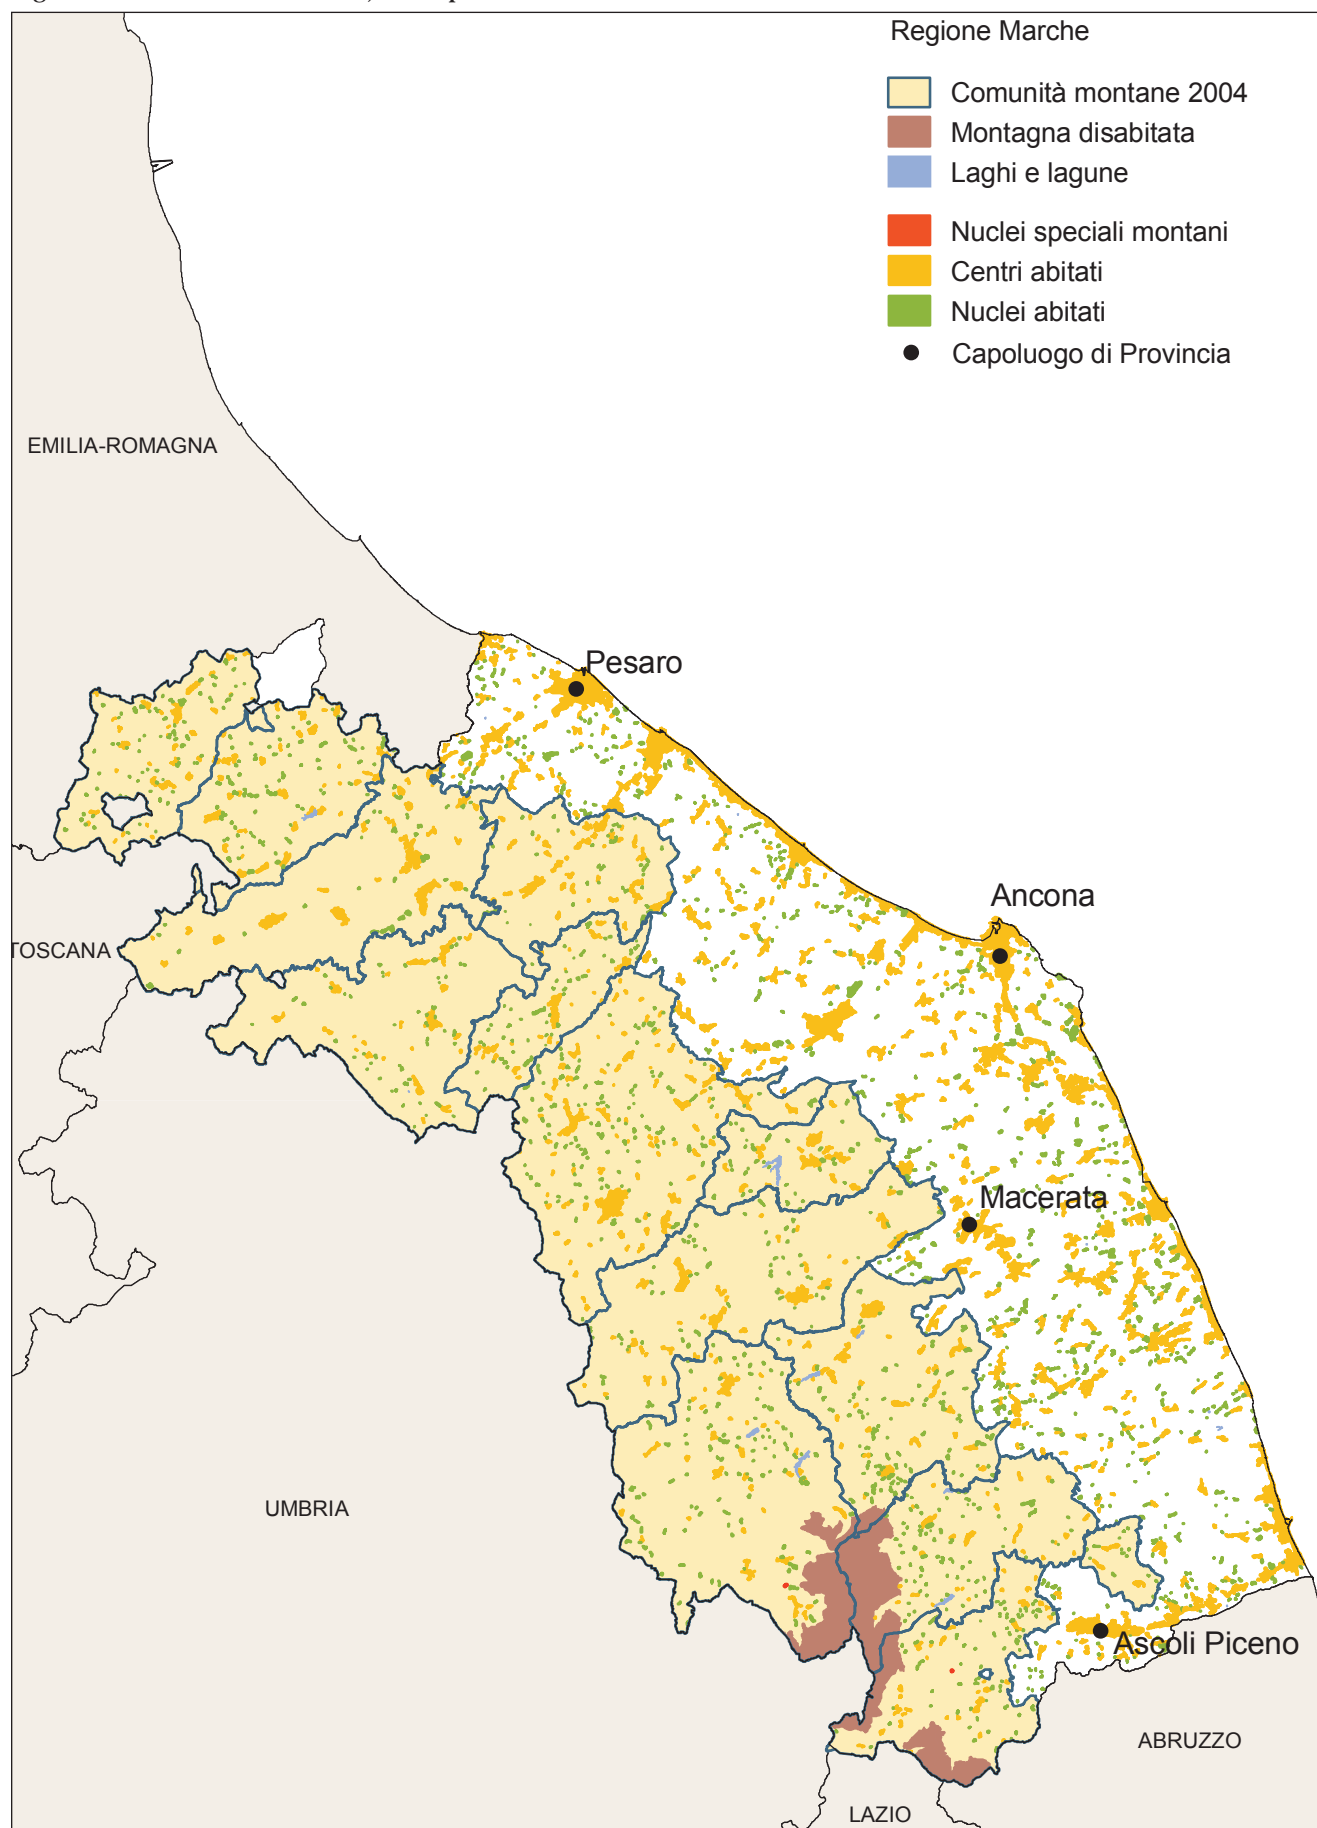 Regione Marche
Comunità montane 2004
Montagna disabitata
Laghi e lagune
Nuclei speciali montani
Centri abitati
Nuclei abitati
Capoluogo di Provincia
EMILIA-ROMAGNA
Pesaro
Ancona
TOSCANA
Macerata
UMBRIA
Ascoli Piceno
ABRUZZO
LAZIO